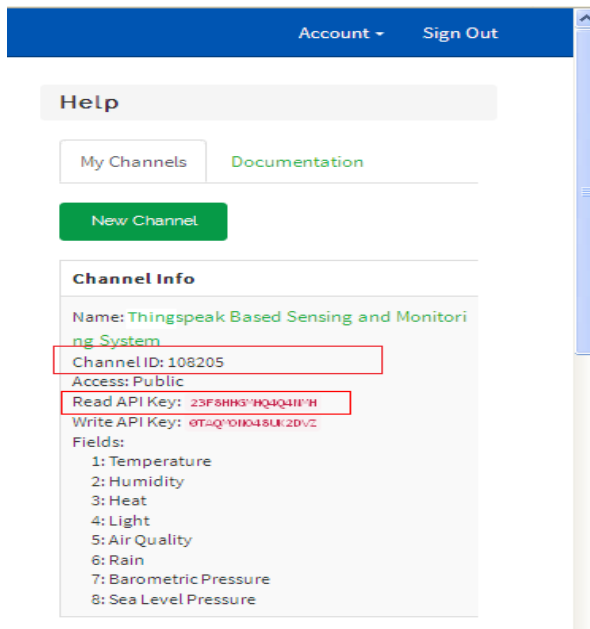 Account
Sign Out
Help
My Channels
Documentation
New Channel
Channel Info
Name: Thingspeak Based Sensing and Monitori
ng System
Channel ID: 108205
Access: Public
Read API Key:
Write API Key:
Fields:
1: Temperature
2: Humidity
3: Heat
4: Light
5: Air Quality
6: Rain
7: Barometric Pressure
8: Sea Level Pressure